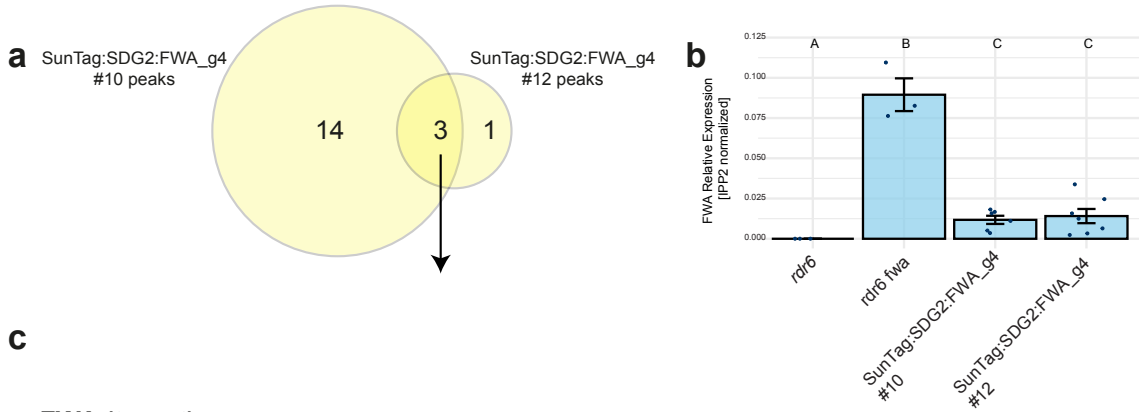 a
SunTag:SDG2:FWA_g4
#10 peaks
SunTag:SDG2:FWA_g4
#12 peaks
14
3
1
b
FWA Relative Expression
[IPP2 normalized]
0.125
0.100
0.075
0.050
0.025
0.000
A
B
C
C
rdr6
rdr6 fwa
SunTag:SDG2:FWA_g4
#10
SunTag:SDG2:FWA_g4
#12
c